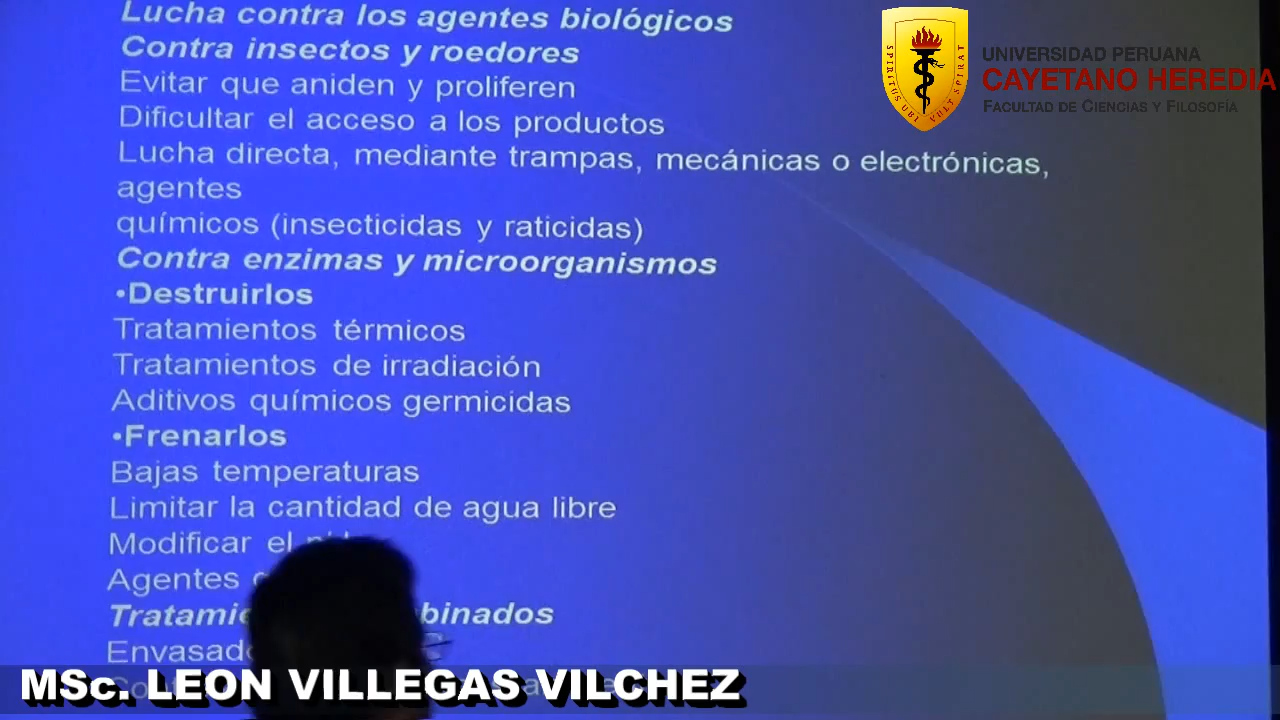 Lucha contra los agentes biológicos
Contra insectos y roedores
Evitar que aniden y proliferen
Dificultar el acceso a los productos
Lucha directa, mediante trampas, mecánicas o electrónicas,
agentes
químicos (insecticidas y raticidas)
Contra enzimas y microorganismos
•Destruirlos
Tratamientos térmicos
Tratamientos de irradiación
Aditivos químicos germicidas
•Frenarlos
Bajas temperaturas
Limitar la cantidad de agua libre
Modificar el
Agentes
SPIRITUS UBI VULT SPIRAT
UNIVERSIDAD PERUANA
CAYETANO HEREDIA
FACULTAD DE CIENCIAS Y FILOSOFÍA
MSc. LEON VILLEGAS VILCHEZ